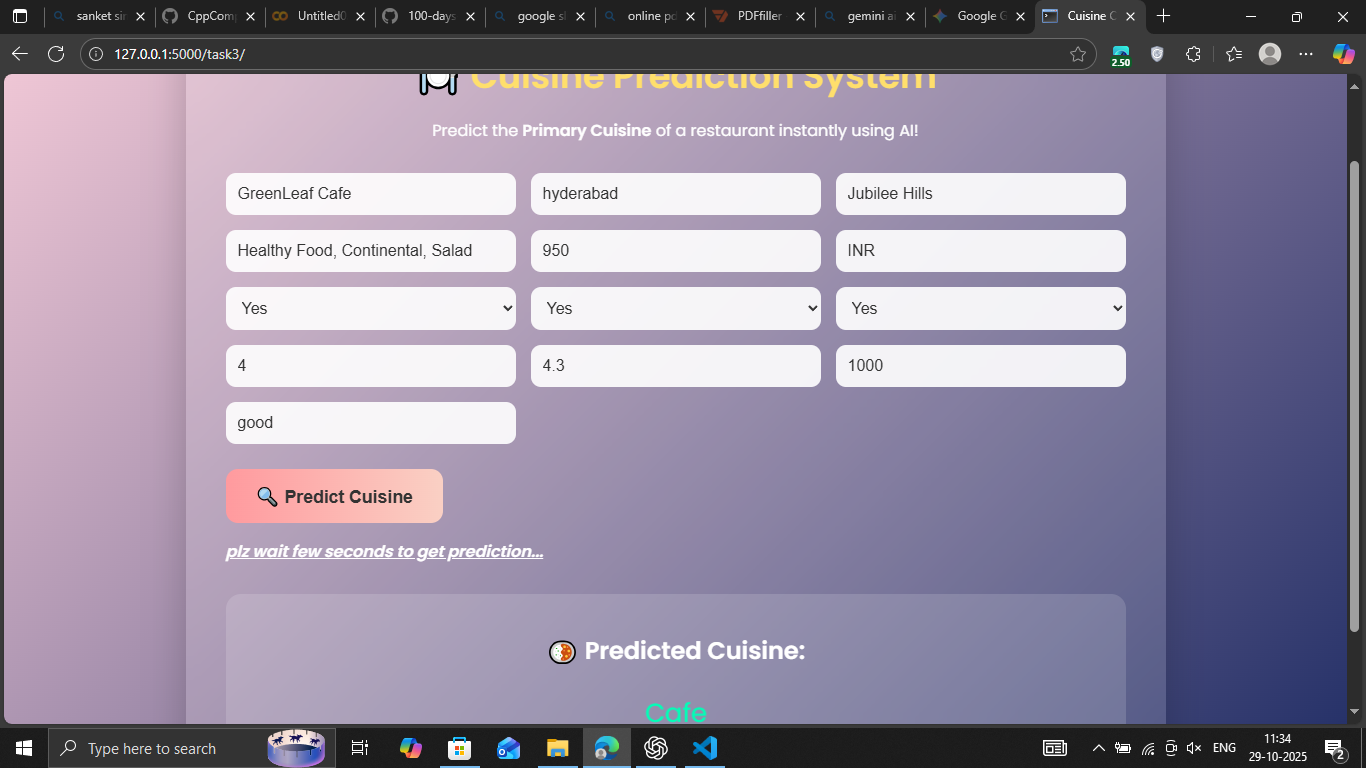 sanket sin
CppComp
Untitled0
100-days
google sl
online pd
PDFfiller
gemini ai
Google G
Cuisine C
127.0.0.1:5000/task3/
2.50
Cuisine Prediction System
Predict the Primary Cuisine of a restaurant instantly using AI!
GreenLeaf Cafe hyderabad Jubilee Hills
Healthy Food, Continental, Salad 950 INR
Yes Yes Yes
4 4.3 1000
good
Predict Cuisine
plz wait few seconds to get prediction...
Predicted Cuisine:
Cafe
Type here to search
ENG
11:34
29-10-2025
2